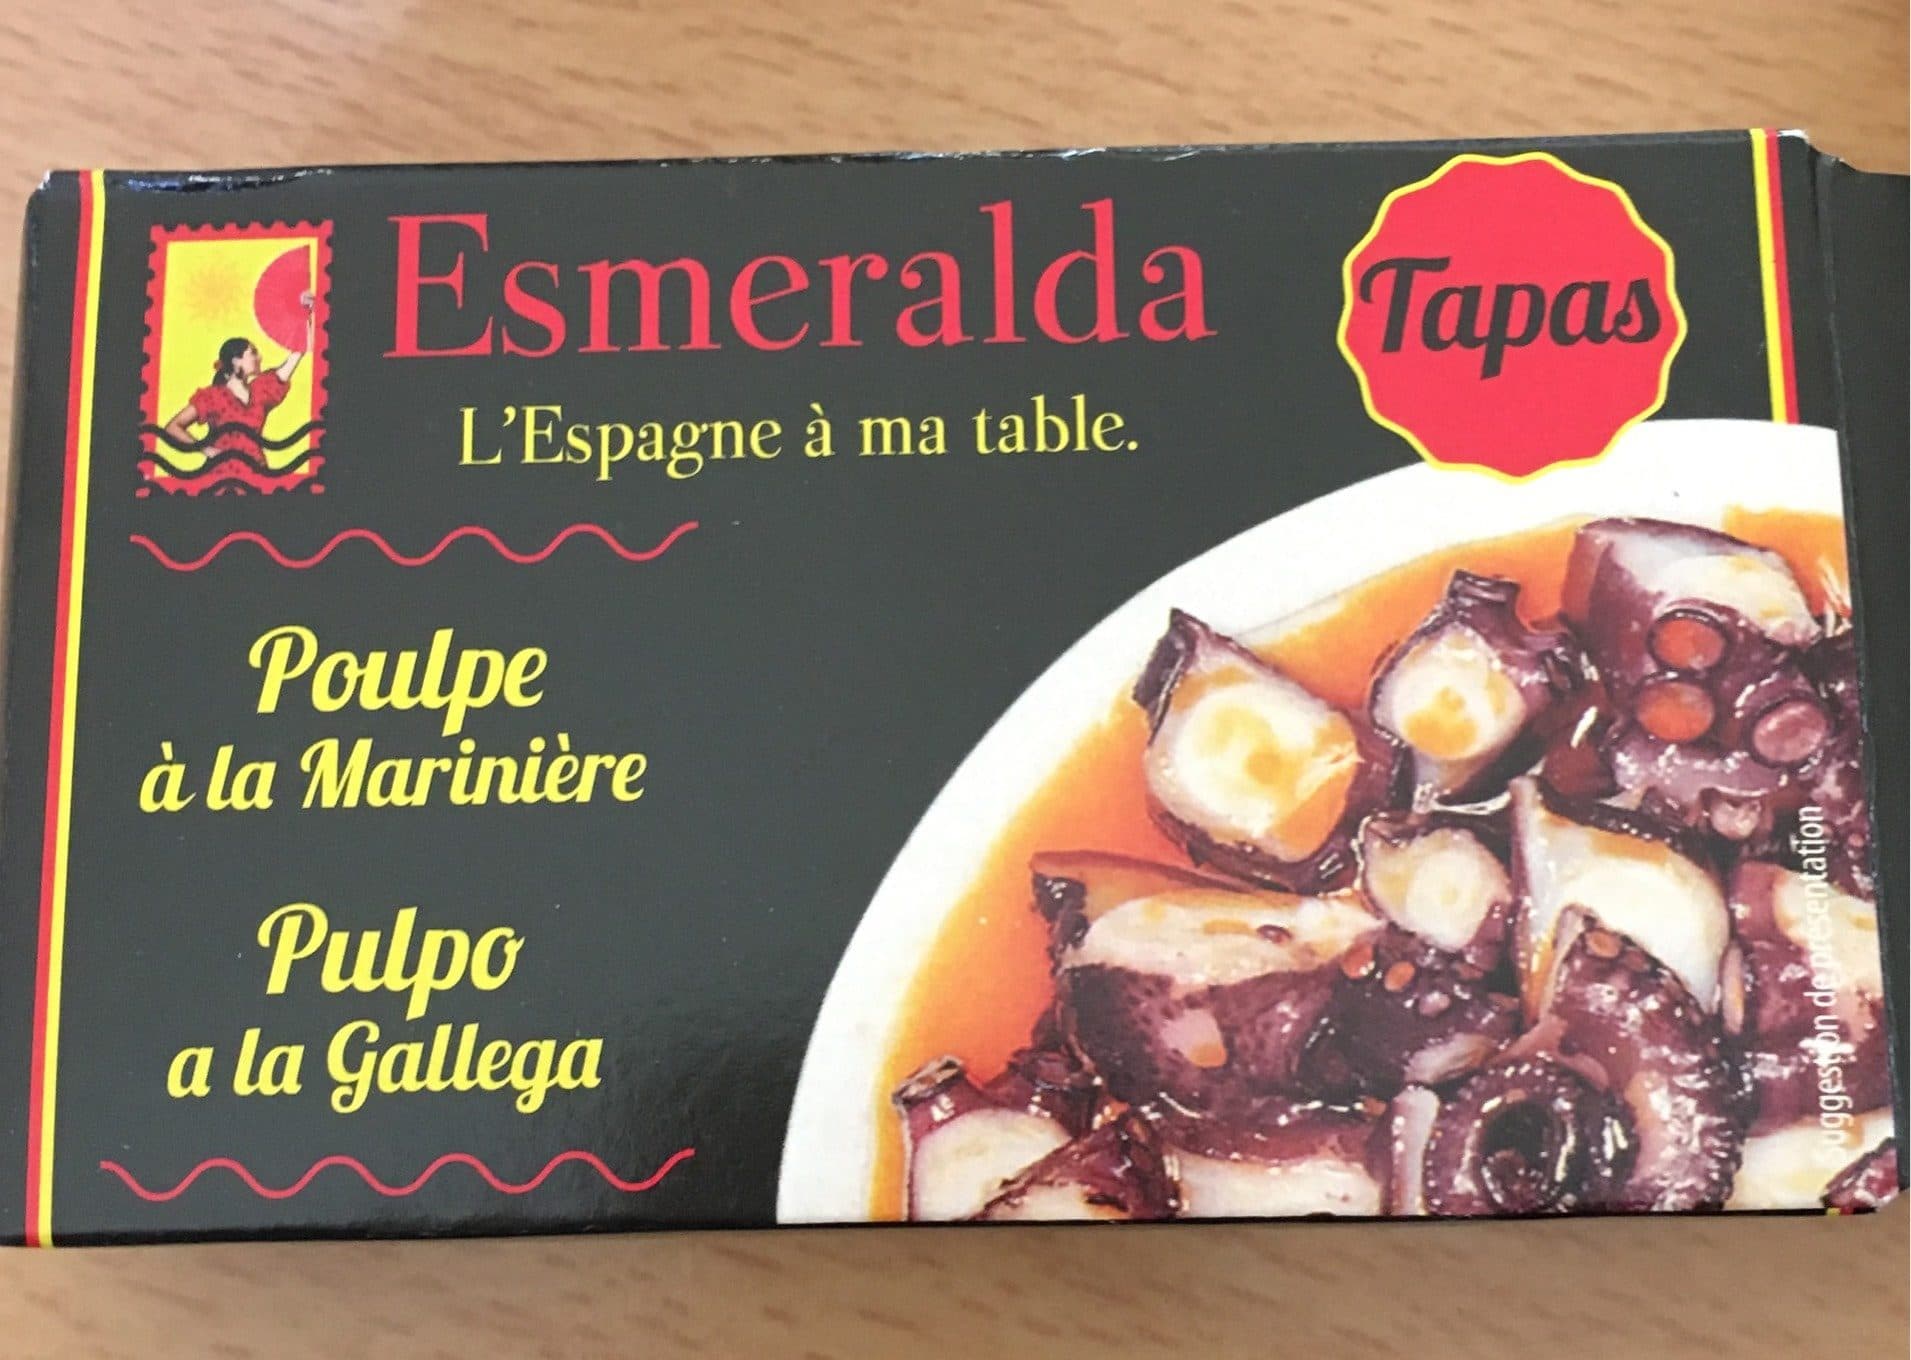 Esmeralda
Tapas
L'Espagne à ma table.
Poulpe
à la Marinière
Pulpo
a la Gallega
Suggestion de présentation